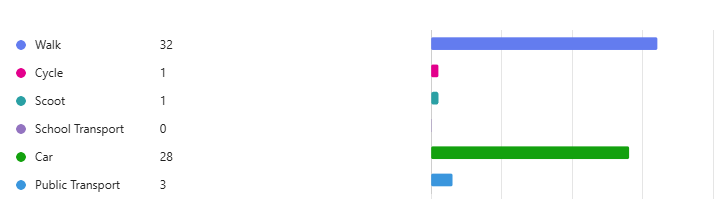 Walk 32
Cycle 1
Scoot 1
School Transport 0
Car 28
Public Transport 3